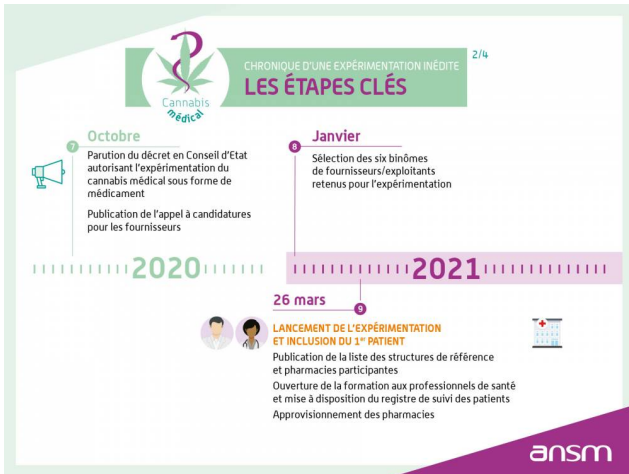 CHRONIQUE D'UNE EXPÉRIMENTATION INÉDITE
2/4
LES ÉTAPES CLÉS
Cannabis
médical
7
Octobre
Parution du décret en Conseil d'Etat
autorisant l'expérimentation du
cannabis médical sous forme de
médicament
Publication de l'appel à candidatures
pour les fournisseurs
8
Janvier
Sélection des six binômes
de fournisseurs/exploitants
retenus pour l'expérimentation
2020
2021
26 mars
9
LANCEMENT DE L'EXPÉRIMENTATION
ET INCLUSION DU 1er PATIENT
Publication de la liste des structures de référence
et pharmacies participantes
Ouverture de la formation aux professionnels de santé
et mise à disposition du registre de suivi des patients
Approvisionnement des pharmacies
ansm